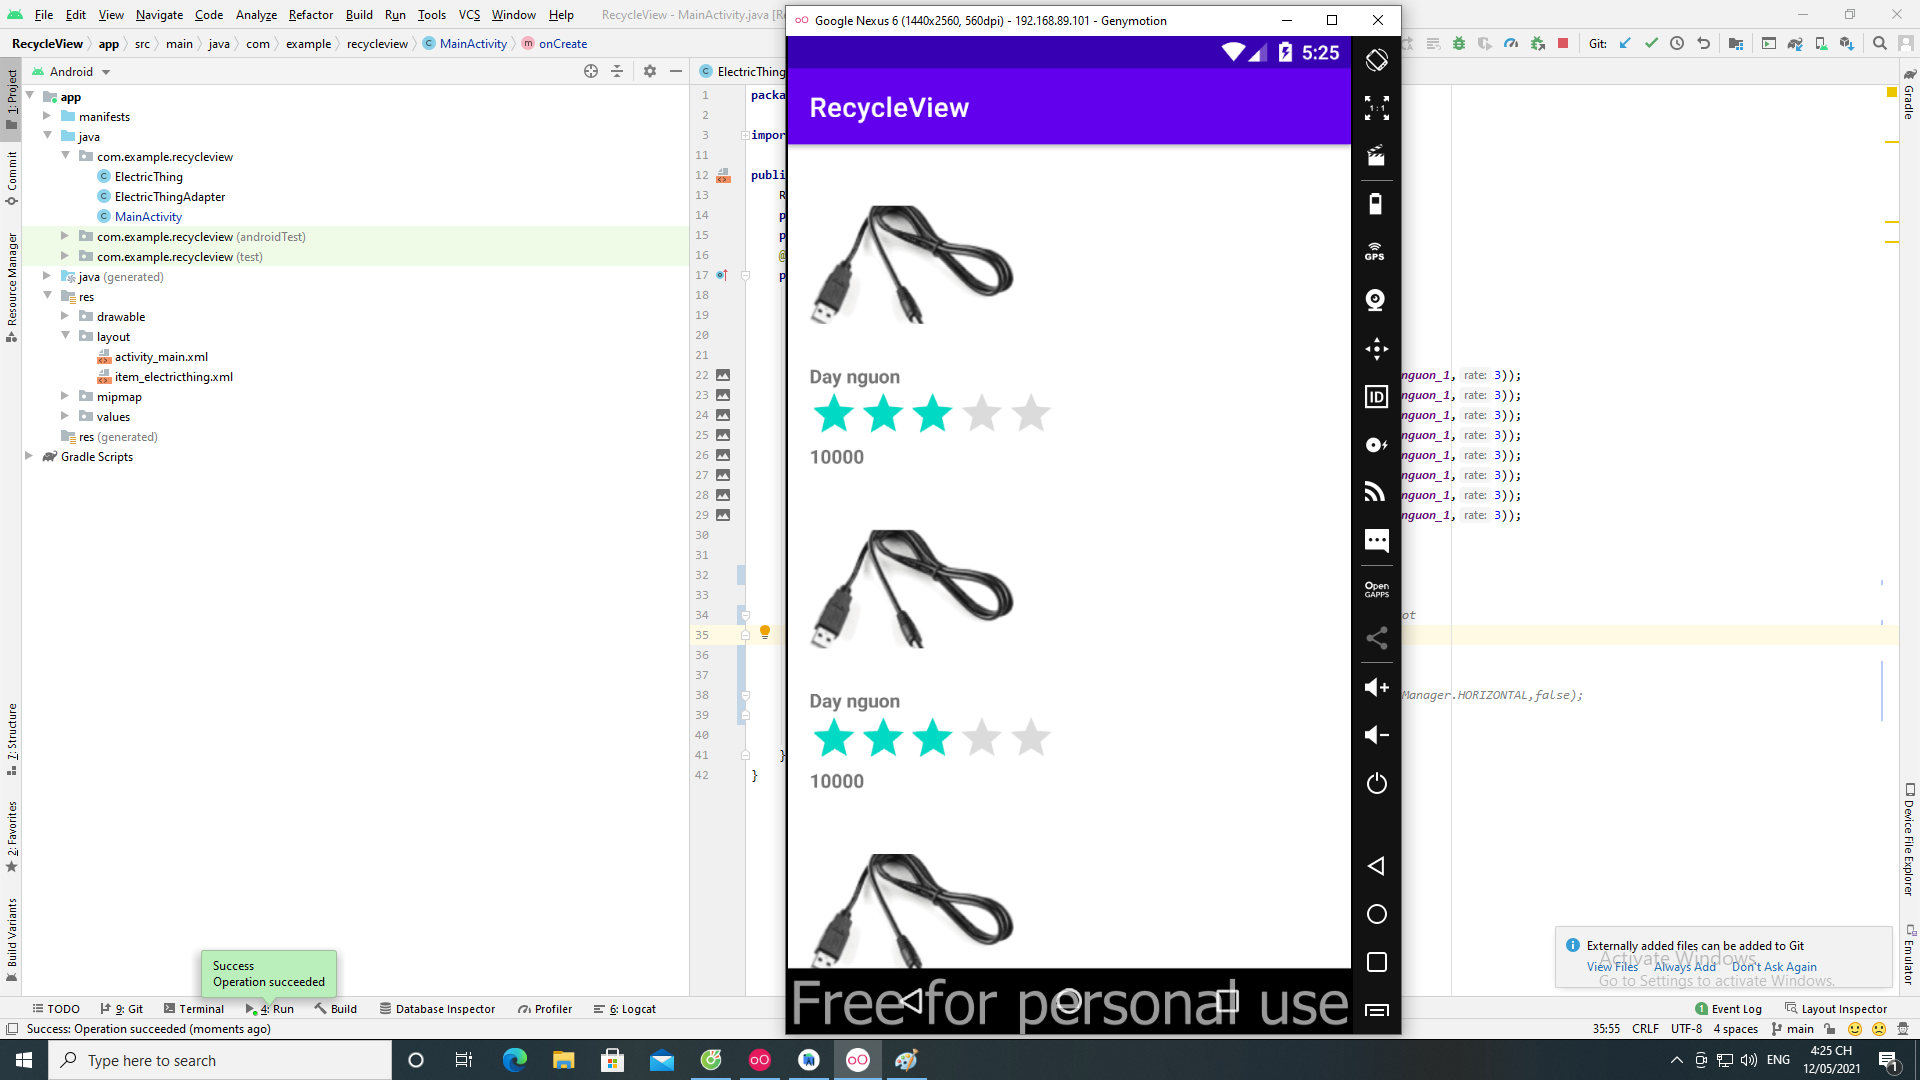 File Edit View Navigate Code Analyze Refactor Build Run Tools VCS Window Help
RecycleView - MainActivity.java [Re
Google Nexus 6 (1440x2560, 560dpi) - 192.168.89.101 - Genymotion
RecycleView app src main java com example recycleview MainActivity onCreate
Git:
Android
ElectricThing
5:25
RecycleView
app
manifests
java
com.example.recycleview
ElectricThing
ElectricThingAdapter
MainActivity
com.example.recycleview (androidTest)
com.example.recycleview (test)
java (generated)
res
drawable
layout
activity_main.xml
item_electricthing.xml
mipmap
values
res (generated)
Gradle Scripts
1: Project
Commit
Resource Manager
7: Structure
2: Favorites
Build Variants
1 packa
2
3 impor
11
12 publi
13 R
14 p
15 p
16 @
17 p
18
19
20
21
22 nguon_1, rate: 3));
23 nguon_1, rate: 3));
24 nguon_1, rate: 3));
25 nguon_1, rate: 3));
26 nguon_1, rate: 3));
27 nguon_1, rate: 3));
28 nguon_1, rate: 3));
29 nguon_1, rate: 3));
30
31
32
33
34 ot
35
36
37
38 Manager.HORIZONTAL,false);
39
40
41 }
42 }
Day nguon
10000
Day nguon
10000
Free for personal use
1:1
GPS
ID
Open
GAPPS
Gradle
Device File Explorer
Emulator
Externally added files can be added to Git
View Files Always Add Don't Ask Again
Activate Windows
Go to Settings to activate Windows.
Success
Operation succeeded
TODO 9: Git Terminal 4: Run Build Database Inspector Profiler 6: Logcat
1 Event Log Layout Inspector
Success: Operation succeeded (moments ago)
35:55 CRLF UTF-8 4 spaces main
Type here to search
ENG
4:25 CH
12/05/2021
1